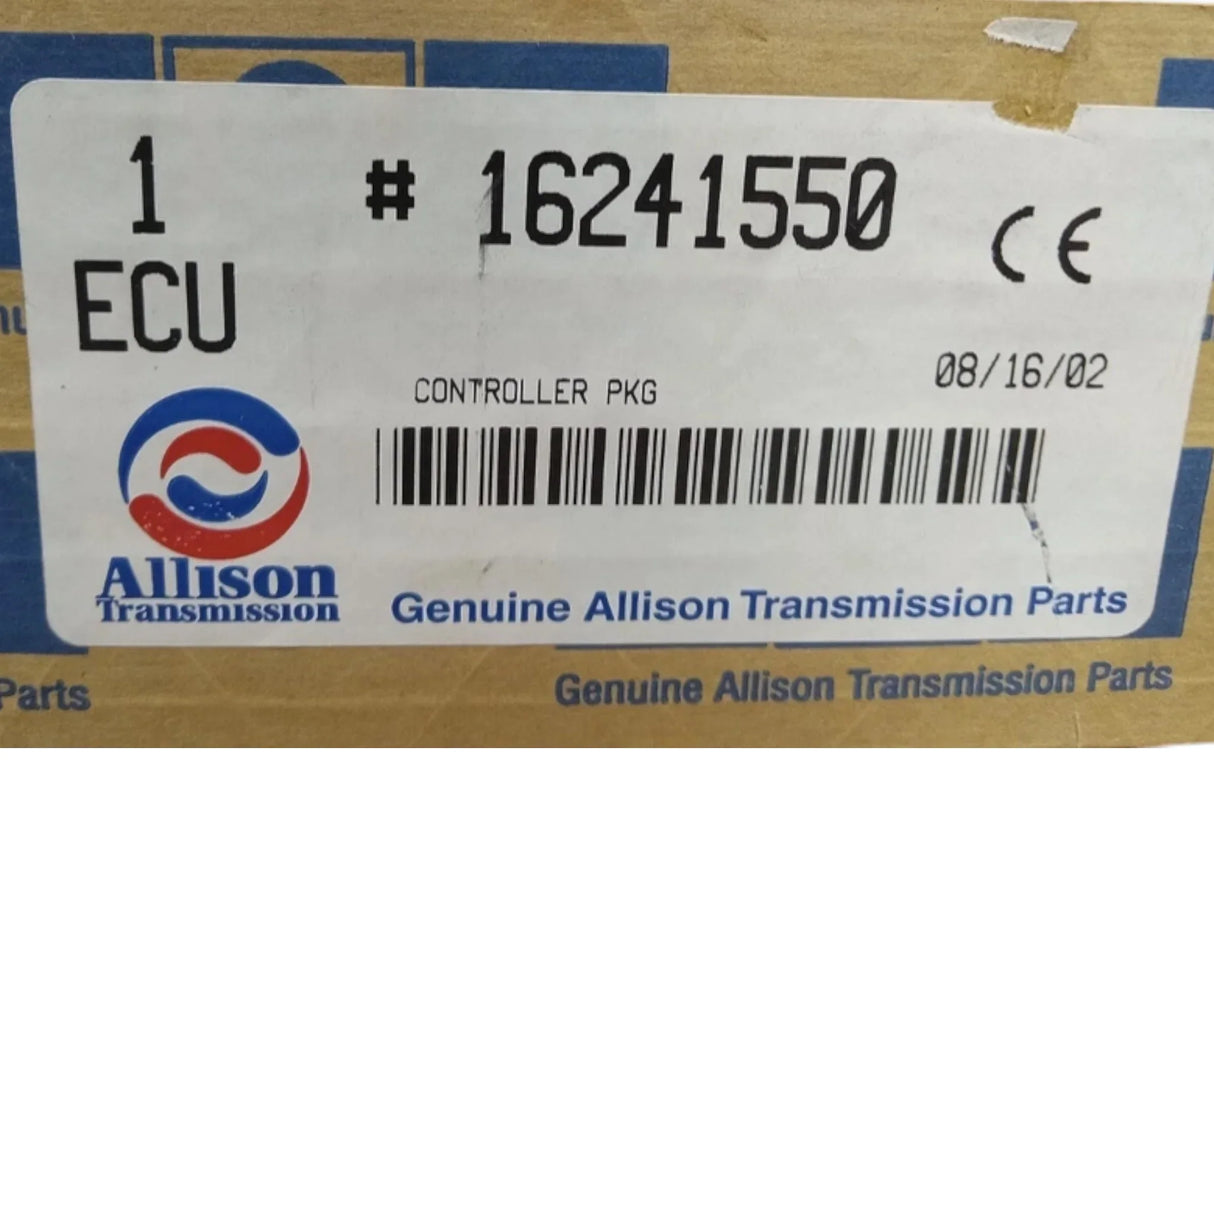 1 # 16241550 CE
ECU
CONTROLLER PKG 08/16/02
Allison
Transmission
Genuine Allison Transmission Parts
Parts
Genuine Allison Transmission Parts